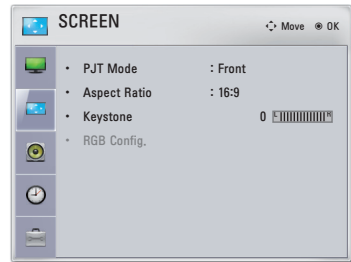 SCREEN
Move ◉ OK
• PJT Mode : Front
• Aspect Ratio : 16:9
• Keystone 0 L R
• RGB Config.